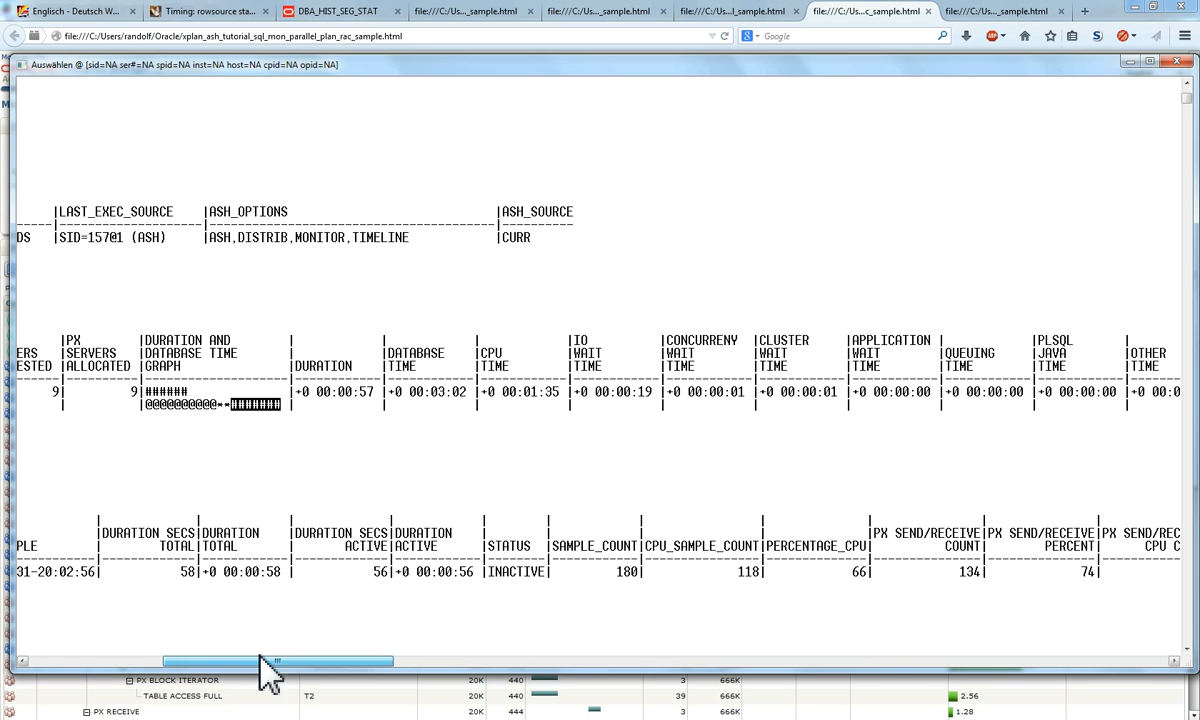 Englisch - Deutsch W... Timing: rowsource sta... DBA_HIST_SEG_STAT file:///C:/Us..._sample.html file:///C:/Us..._sample.html file:///C:/Us...l_sample.html file:///C:/Us...c_sample.html file:///C:/Us..._sample.html
file:///C:/Users/randolf/Oracle/xplan_ash_tutorial_sql_mon_parallel_plan_rac_sample.html Google
Auswählen @ [sid=NA ser#=NA spid=NA inst=NA host=NA cpid=NA opid=NA]
|LAST_EXEC_SOURCE |ASH_OPTIONS |ASH_SOURCE
DS |SID=157@1 (ASH) |ASH,DISTRIB,MONITOR,TIMELINE |CURR
|PX |DURATION AND | | | |IO |CONCURRENY |CLUSTER |APPLICATION | |PLSQL |
ERS |SERVERS |DATABASE TIME | |DATABASE |CPU |WAIT |WAIT |WAIT |WAIT |QUEUING |JAVA |OTHER
ESTED |ALLOCATED |GRAPH |DURATION |TIME |TIME |TIME |TIME |TIME |TIME |TIME |TIME |TIME
9| 9|###### |+0 00:00:57 |+0 00:03:02 |+0 00:01:35 |+0 00:00:19 |+0 00:00:01 |+0 00:00:01 |+0 00:00:00 |+0 00:00:00 |+0 00:00:00 |+0 00:0
| |@@@@@@@@@@**####### | | | | | | | | | |
|DURATION SECS|DURATION |DURATION SECS|DURATION | | | | |PX SEND/RECEIVE|PX SEND/RECEIVE|PX SEND/REC
PLE | TOTAL|TOTAL | ACTIVE|ACTIVE |STATUS |SAMPLE_COUNT|CPU_SAMPLE_COUNT|PERCENTAGE_CPU| COUNT| PERCENT| CPU C
31-20:02:56| 58|+0 00:00:58 | 56|+0 00:00:56 |INACTIVE| 180| 118| 66| 134| 74|
PX BLOCK ITERATOR 20K 440 3 666K
TABLE ACCESS FULL T2 20K 440 39 666K 2.56
PX RECEIVE 20K 444 3 666K 1.28